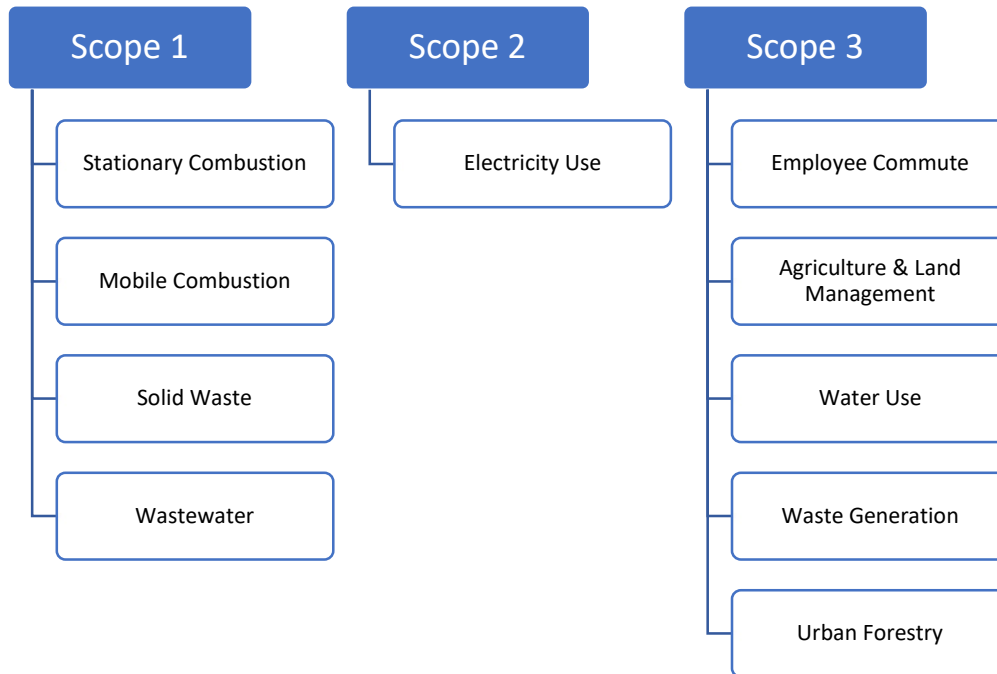 Scope 1
Stationary Combustion
Mobile Combustion
Solid Waste
Wastewater
Scope 2
Electricity Use
Scope 3
Employee Commute
Agriculture & Land
Management
Water Use
Waste Generation
Urban Forestry